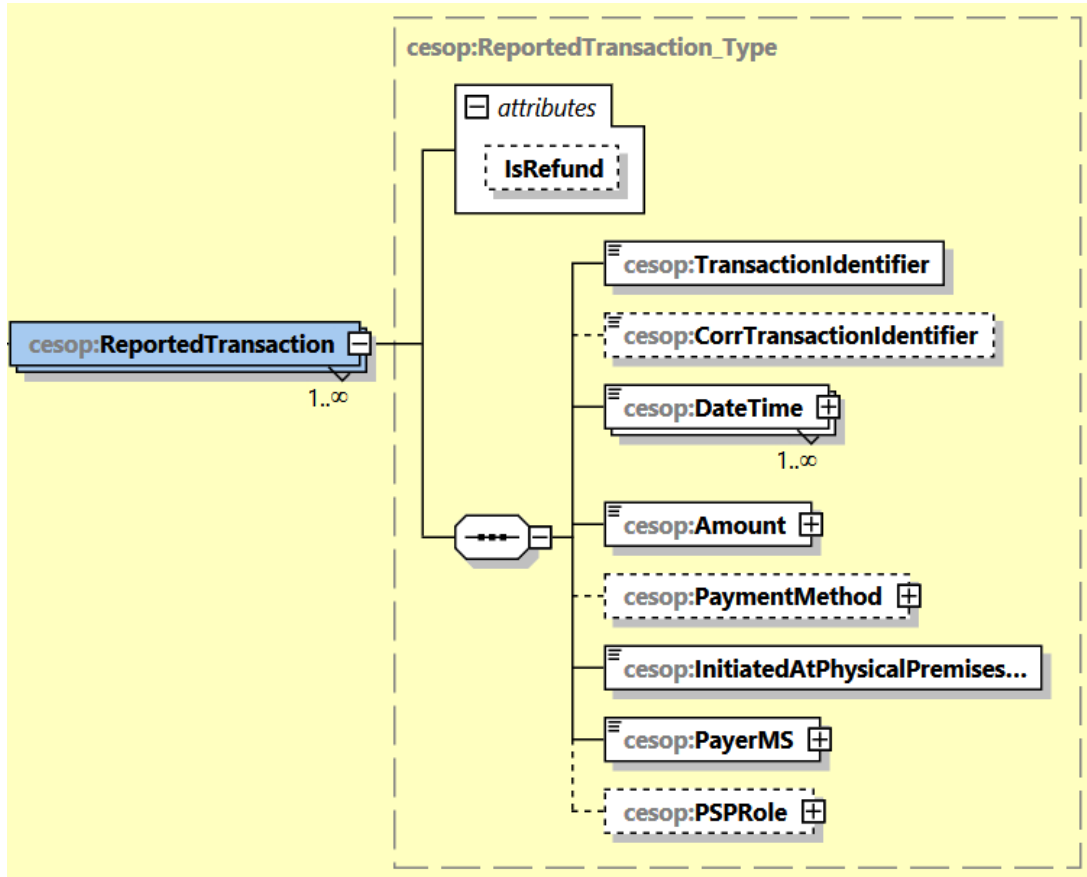 cesop:ReportedTransaction_Type
attributes
IsRefund
cesop:TransactionIdentifier
cesop:ReportedTransaction
1..∞
cesop:CorrTransactionIdentifier
cesop:DateTime
1..∞
cesop:Amount
cesop:PaymentMethod
cesop:InitiatedAtPhysicalPremises...
cesop:PayerMS
cesop:PSPRole